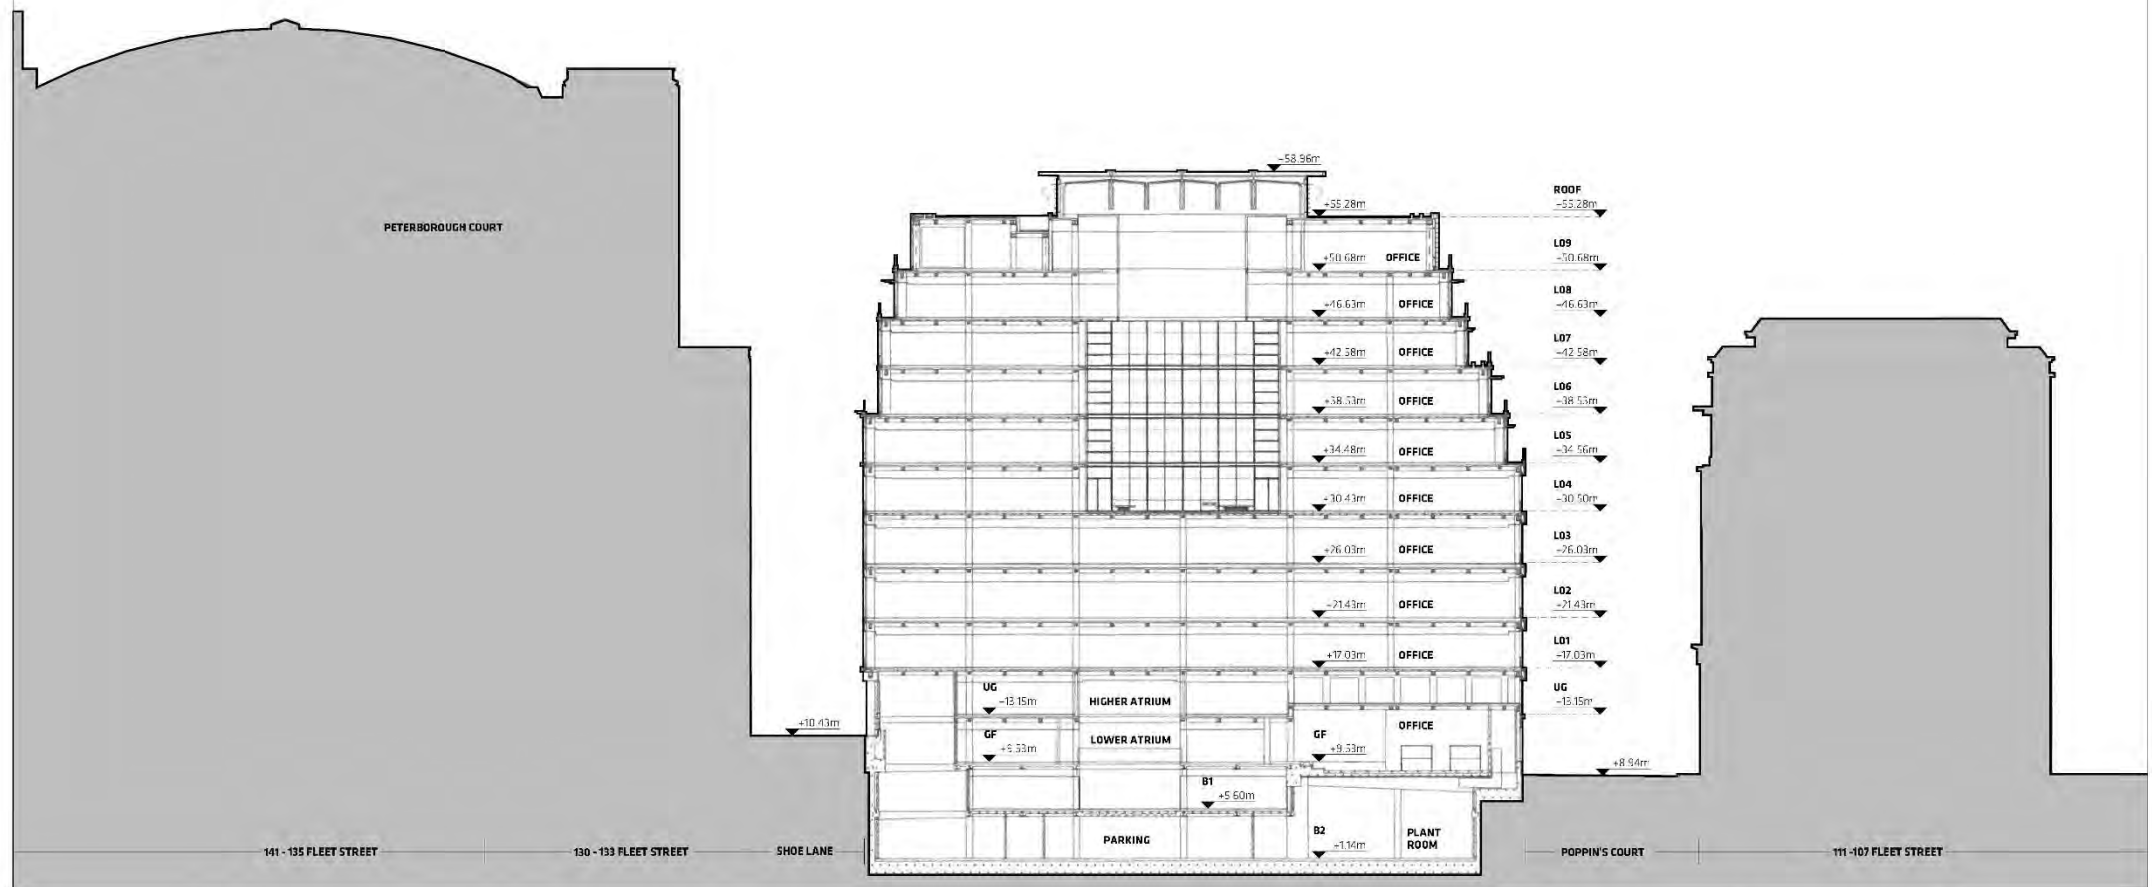 +58.96m
+55.28m
ROOF
+55.28m
PETERBOROUGH COURT
L09
+50.68m
+50.68m OFFICE
L08
+46.63m
+46.63m OFFICE
L07
+42.58m
+42.58m OFFICE
L06
+38.53m
+38.53m OFFICE
L05
+34.56m
+34.48m OFFICE
L04
+30.50m
+30.43m OFFICE
L03
+26.03m
+26.03m OFFICE
L02
+21.43m
+21.43m OFFICE
L01
+17.03m
+17.03m OFFICE
UG
+13.15m
HIGHER ATRIUM
UG
+13.15m
+10.43m
GF
+9.53m
LOWER ATRIUM
GF
+9.53m
OFFICE
+8.94m
B1
+5.60m
PARKING
B2
+1.14m
PLANT
ROOM
141 - 135 FLEET STREET
130 - 133 FLEET STREET
SHOE LANE
POPPIN'S COURT
111 -107 FLEET STREET